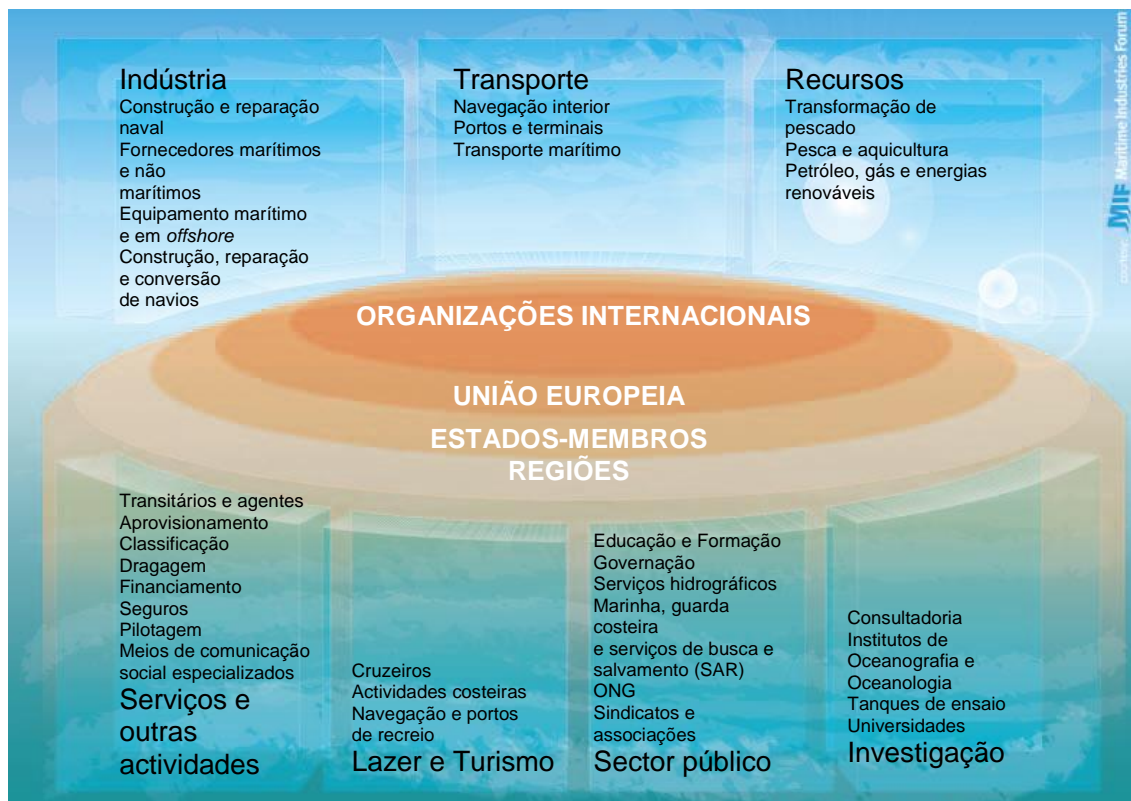 Indústria
Construção e reparação
naval
Fornecedores marítimos
e não
marítimos
Equipamento marítimo
e em offshore
Construção, reparação
e conversão
de navios
Transporte
Navegação interior
Portos e terminais
Transporte marítimo
Recursos
Transformação de
pescado
Pesca e aquicultura
Petróleo, gás e energias
renováveis
courtesy: MIF Maritime Industries Forum
ORGANIZAÇÕES INTERNACIONAIS
UNIÃO EUROPEIA
ESTADOS-MEMBROS
REGIÕES
Transitários e agentes
Aprovisionamento
Classificação
Dragagem
Financiamento
Seguros
Pilotagem
Meios de comunicação
social especializados
Serviços e
outras
actividades
Cruzeiros
Actividades costeiras
Navegação e portos
de recreio
Lazer e Turismo
Educação e Formação
Governação
Serviços hidrográficos
Marinha, guarda
costeira
e serviços de busca e
salvamento (SAR)
ONG
Sindicatos e
associações
Sector público
Consultadoria
Institutos de
Oceanografia e
Oceanologia
Tanques de ensaio
Universidades
Investigação